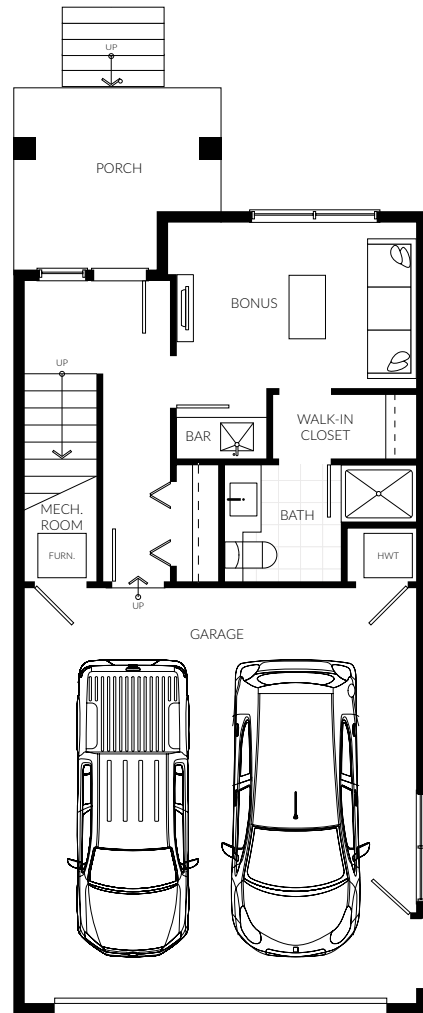 UP
PORCH
BONUS
UP
BAR
WALK-IN
CLOSET
MECH.
ROOM
BATH
FURN.
HWT
UP
GARAGE